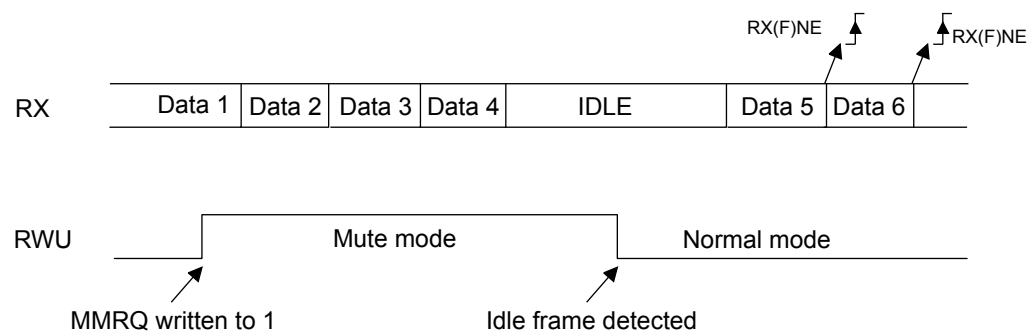 RX(F)NE
RX(F)NE
RX
Data 1
Data 2
Data 3
Data 4
IDLE
Data 5
Data 6
RWU
Mute mode
Normal mode
MMRQ written to 1
Idle frame detected